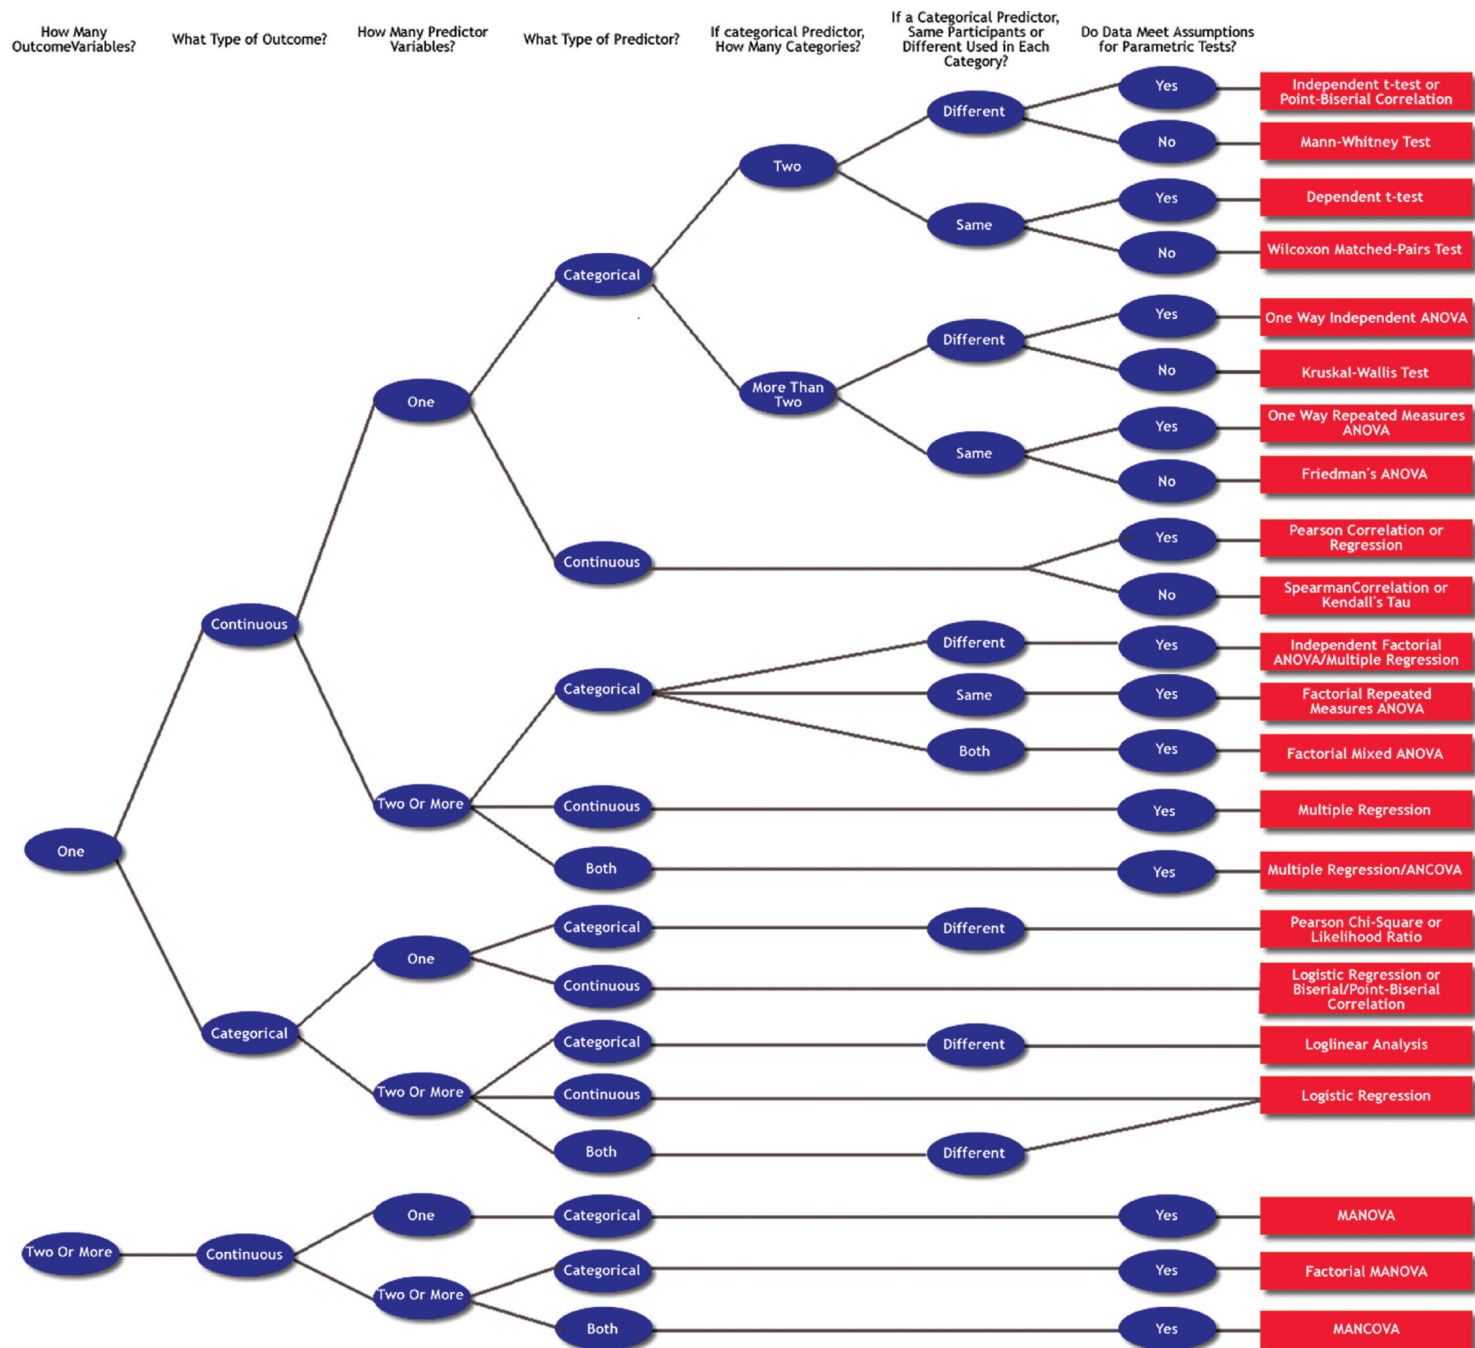 How Many
OutcomeVariables?
What Type of Outcome?
How Many Predictor
Variables?
What Type of Predictor?
If categorical Predictor,
How Many Categories?
If a Categorical Predictor,
Same Participants or
Different Used in Each
Category?
Do Data Meet Assumptions
for Parametric Tests?
One
Continuous
One
Categorical
Two
Different
Yes
Independent t-test or
Point-Biserial Correlation
No
Mann-Whitney Test
Same
Yes
Dependent t-test
No
Wilcoxon Matched-Pairs Test
More Than
Two
Different
Yes
One Way Independent ANOVA
No
Kruskal-Wallis Test
Same
Yes
One Way Repeated Measures
ANOVA
No
Friedman's ANOVA
Continuous
Yes
Pearson Correlation or
Regression
No
SpearmanCorrelation or
Kendall's Tau
Two Or More
Categorical
Different
Yes
Independent Factorial
ANOVA/Multiple Regression
Same
Yes
Factorial Repeated
Measures ANOVA
Both
Yes
Factorial Mixed ANOVA
Continuous
Yes
Multiple Regression
Both
Yes
Multiple Regression/ANCOVA
Categorical
One
Categorical
Different
Pearson Chi-Square or
Likelihood Ratio
Continuous
Logistic Regression or
Biserial/Point-Biserial
Correlation
Two Or More
Categorical
Different
Loglinear Analysis
Continuous
Logistic Regression
Both
Different
Two Or More
Continuous
One
Categorical
Yes
MANOVA
Two Or More
Categorical
Yes
Factorial MANOVA
Both
Yes
MANCOVA